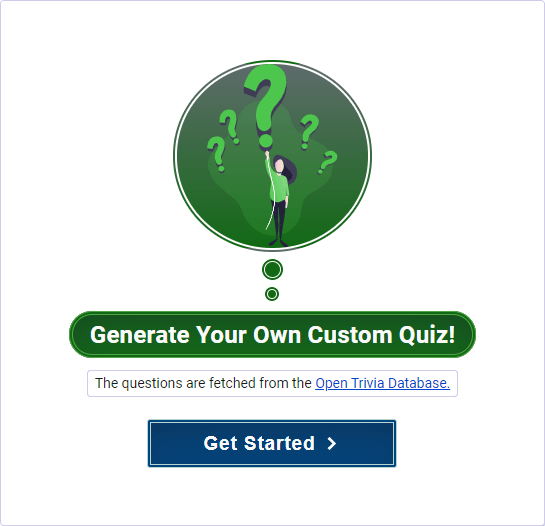 Generate Your Own Custom Quiz!
The questions are fetched from the Open Trivia Database.
Get Started